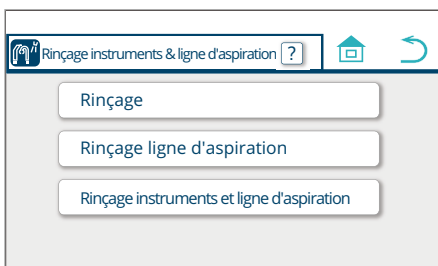 Rinçage instruments & ligne d'aspiration ?
Rinçage
Rinçage ligne d'aspiration
Rinçage instruments et ligne d'aspiration